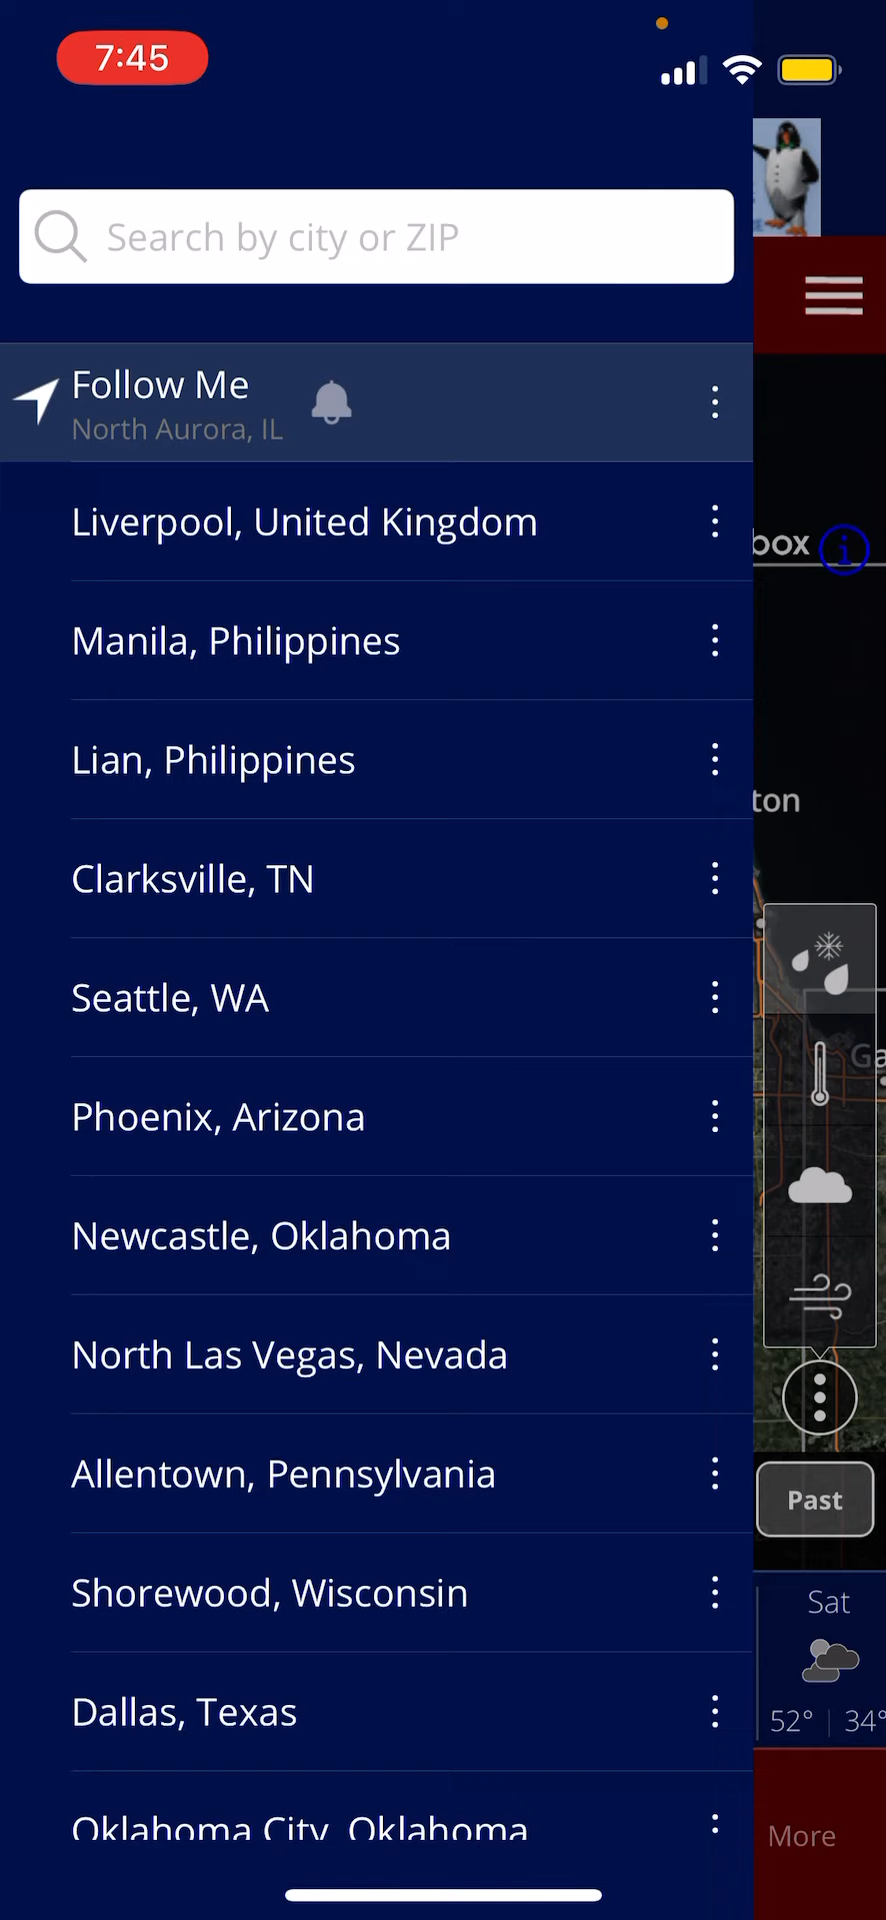 7:45
Search by city or ZIP
Follow Me
North Aurora, IL
Liverpool, United Kingdom
box
Manila, Philippines
Lian, Philippines
ton
Clarksville, TN
Seattle, WA
Ga
Phoenix, Arizona
Newcastle, Oklahoma
North Las Vegas, Nevada
Allentown, Pennsylvania
Past
Shorewood, Wisconsin
Sat
Dallas, Texas
52° 34°
Oklahoma City, Oklahoma
More